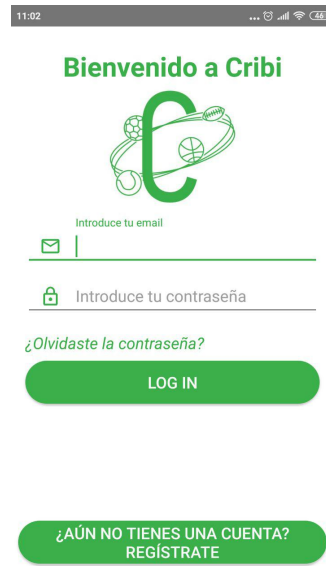 11:02
46
Bienvenido a Cribi
C
Introduce tu email
Introduce tu contraseña
¿Olvidaste la contraseña?
LOG IN
¿AÚN NO TIENES UNA CUENTA?
REGÍSTRATE